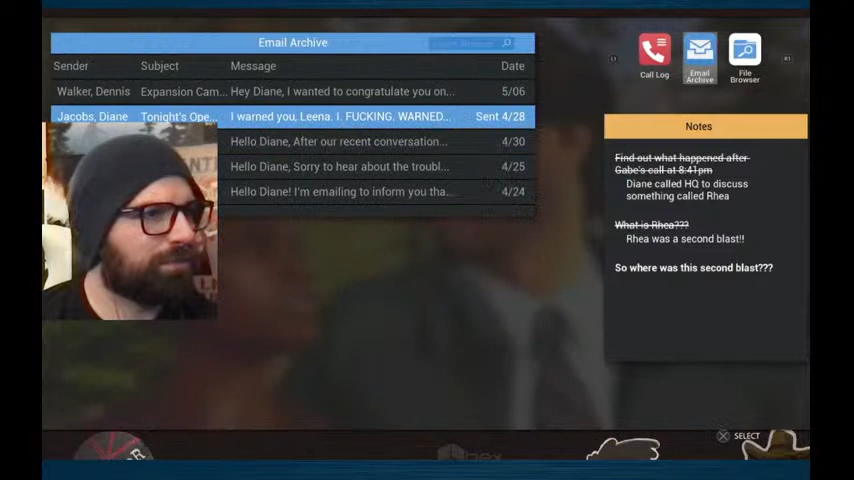 Email Archive
Call Log
Email Archive
File Browser
Sender Subject Message Date
Walker, Dennis Expansion Cam... Hey Diane, I wanted to congratulate you on... 5/06
Jacobs, Diane Tonight's Ope... I warned you, Leena. I. FUCKING. WARNED... Sent 4/28
Hello Diane, After our recent conversation... 4/30
Hello Diane, Sorry to hear about the troubl... 4/25
Hello Diane! I'm emailing to inform you tha... 4/24
Notes
Find out what happened after
Gabe's call at 8:41pm
Diane called HQ to discuss
something called Rhea
What is Rhea???
Rhea was a second blast!!
So where was this second blast???
SELECT